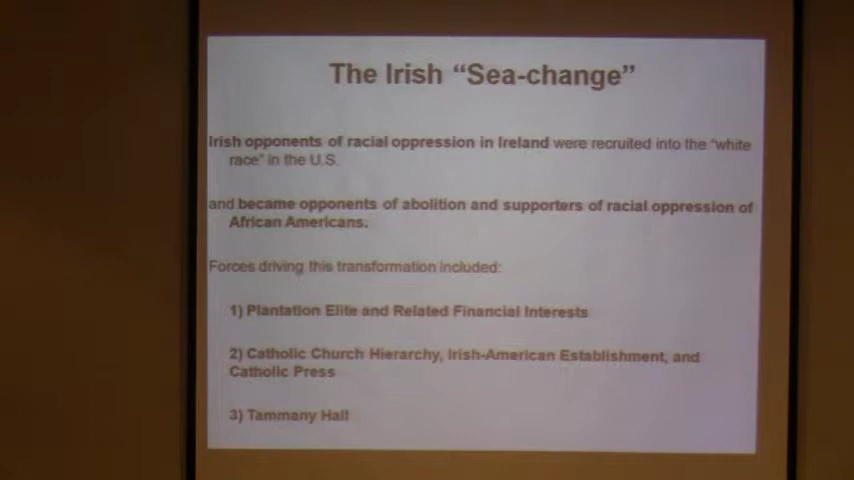 The Irish “Sea-change”
Irish opponents of racial oppression in Ireland were recruited into the “white
race” in the U.S.
and became opponents of abolition and supporters of racial oppression of
African Americans.
Forces driving this transformation included:
1) Plantation Elite and Related Financial Interests
2) Catholic Church Hierarchy, Irish-American Establishment, and
Catholic Press
3) Tammany Hall